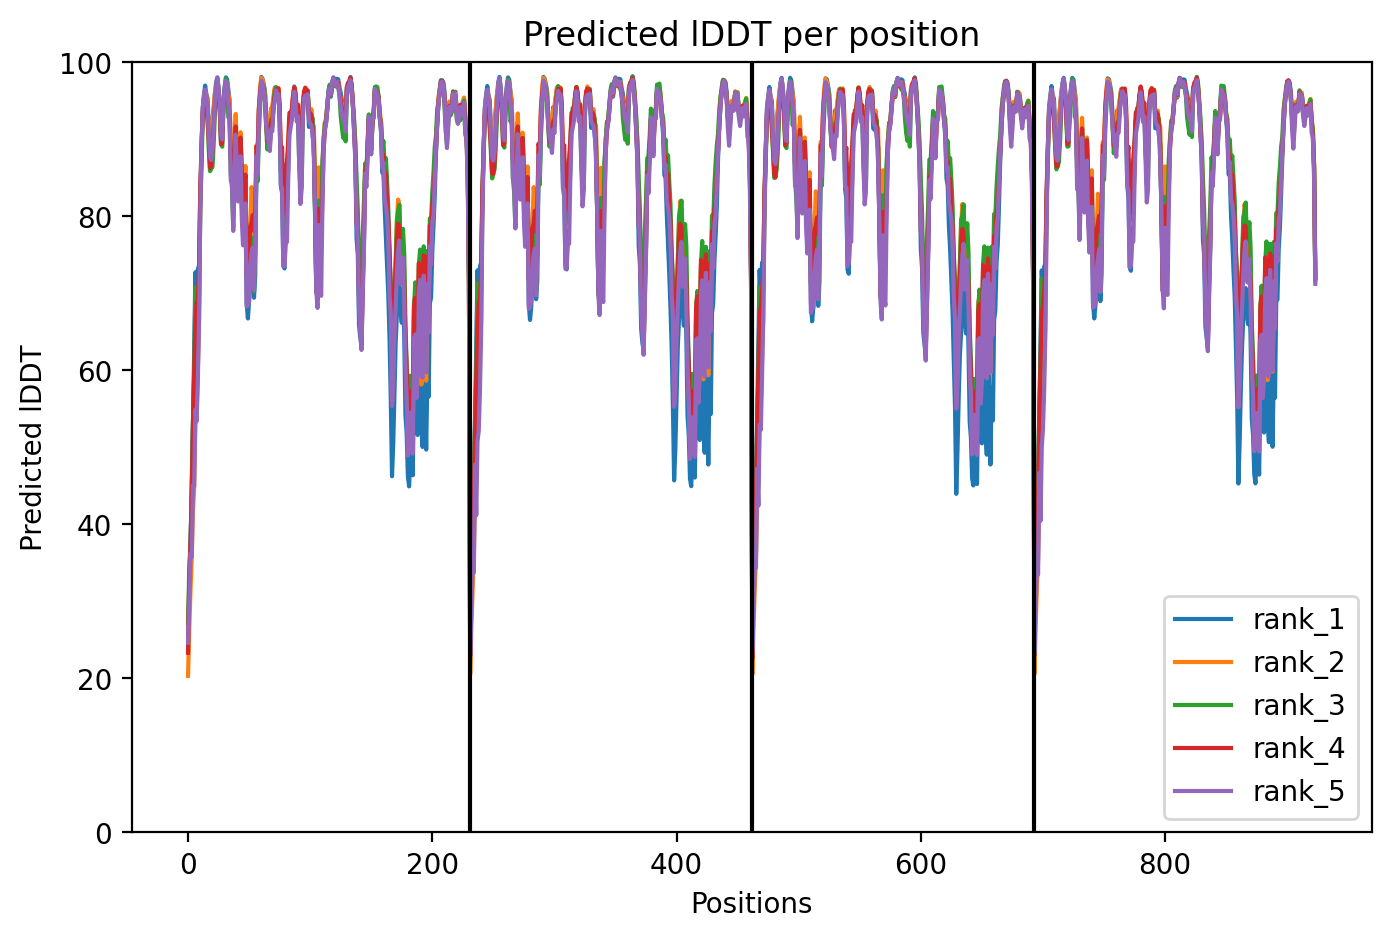 Predicted lDDT per position
100
80
60
40
20
0
Predicted lDDT
0 200 400 600 800
Positions
rank_1
rank_2
rank_3
rank_4
rank_5